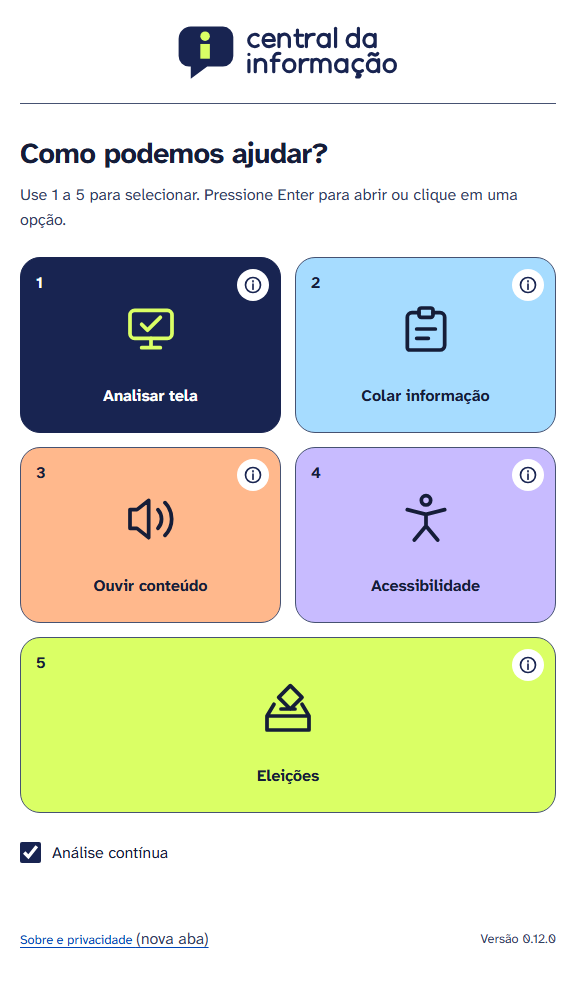 central da
informação
Como podemos ajudar?
Use 1 a 5 para selecionar. Pressione Enter para abrir ou clique em uma
opção.
1
Analisar tela
2
Colar informação
3
Ouvir conteúdo
4
Acessibilidade
5
Eleições
Análise contínua
Sobre e privacidade (nova aba)
Versão 0.12.0